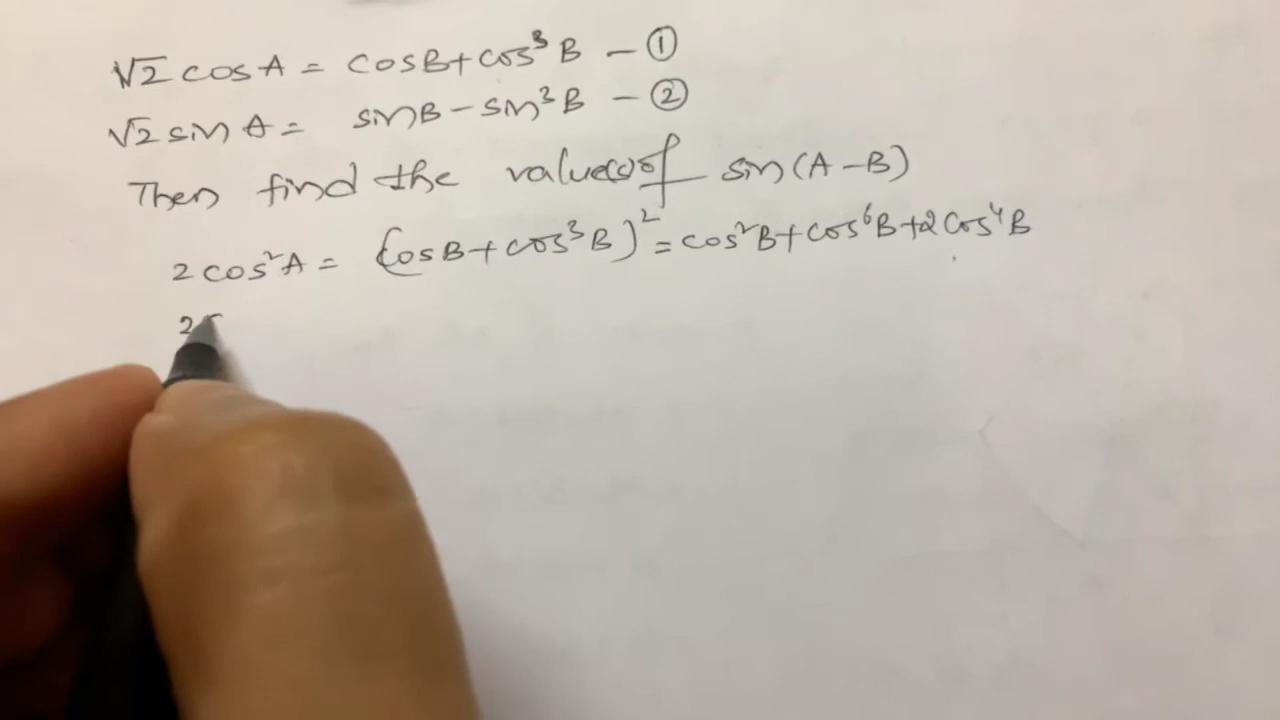 √2 cos A = cos B + cos³ B — ①
√2 sin A = sin B − sin³ B — ②
Then find the value(s) of sin(A − B)
2 cos² A = (cos B + cos³ B)² = cos² B + cos⁶ B + 2 cos⁴ B
2